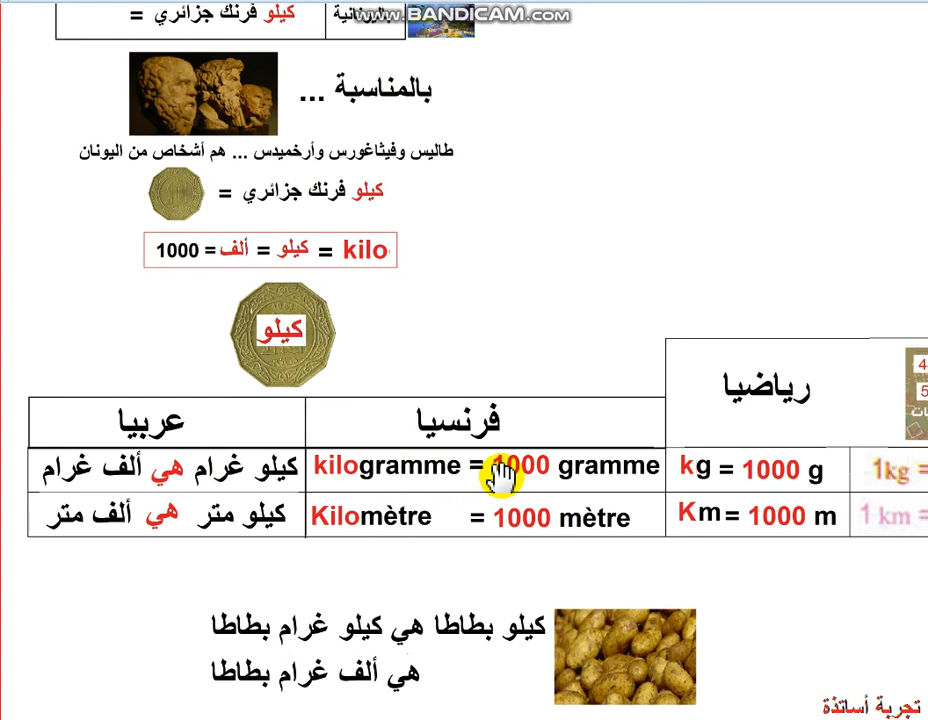 www.BANDICAM.com
كيلو فرنك جزائري =
بالمناسبة ...
طاليس وفيثاغورس وأرخميدس ... هم أشخاص من اليونان
كيلو فرنك جزائري =
kilo = كيلو = ألف = 1000
كيلو
رياضيا
فرنسيا
عربيا
4
5
kg = 1000 g
kilogramme = 1000 gramme
كيلو غرام هي ألف غرام
1kg =
Km = 1000 m
Kilomètre = 1000 mètre
كيلو متر هي ألف متر
1 km =
كيلو بطاطا هي كيلو غرام بطاطا
هي ألف غرام بطاطا
تجربة أساتذة